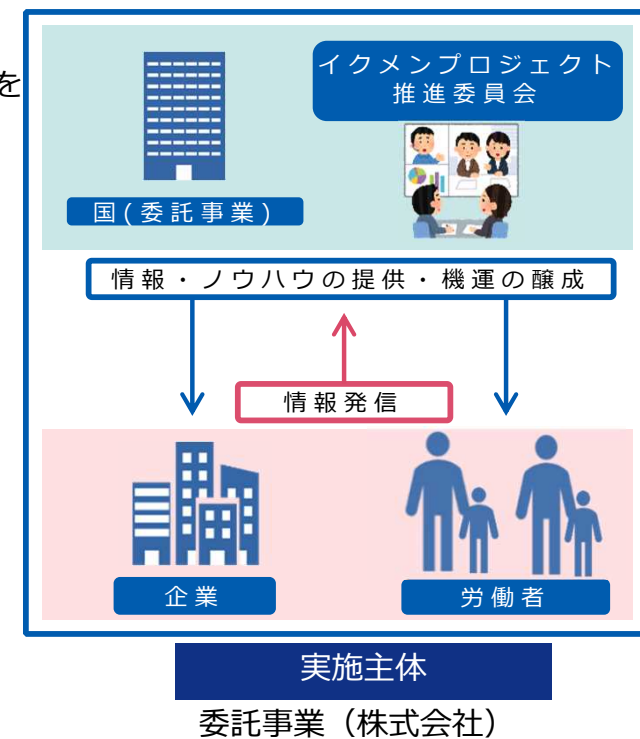 を
イクメンプロジェクト
推進委員会
国(委託事業)
情報・ノウハウの提供・機運の醸成
情報発信
企業
労働者
実施主体
委託事業（株式会社）